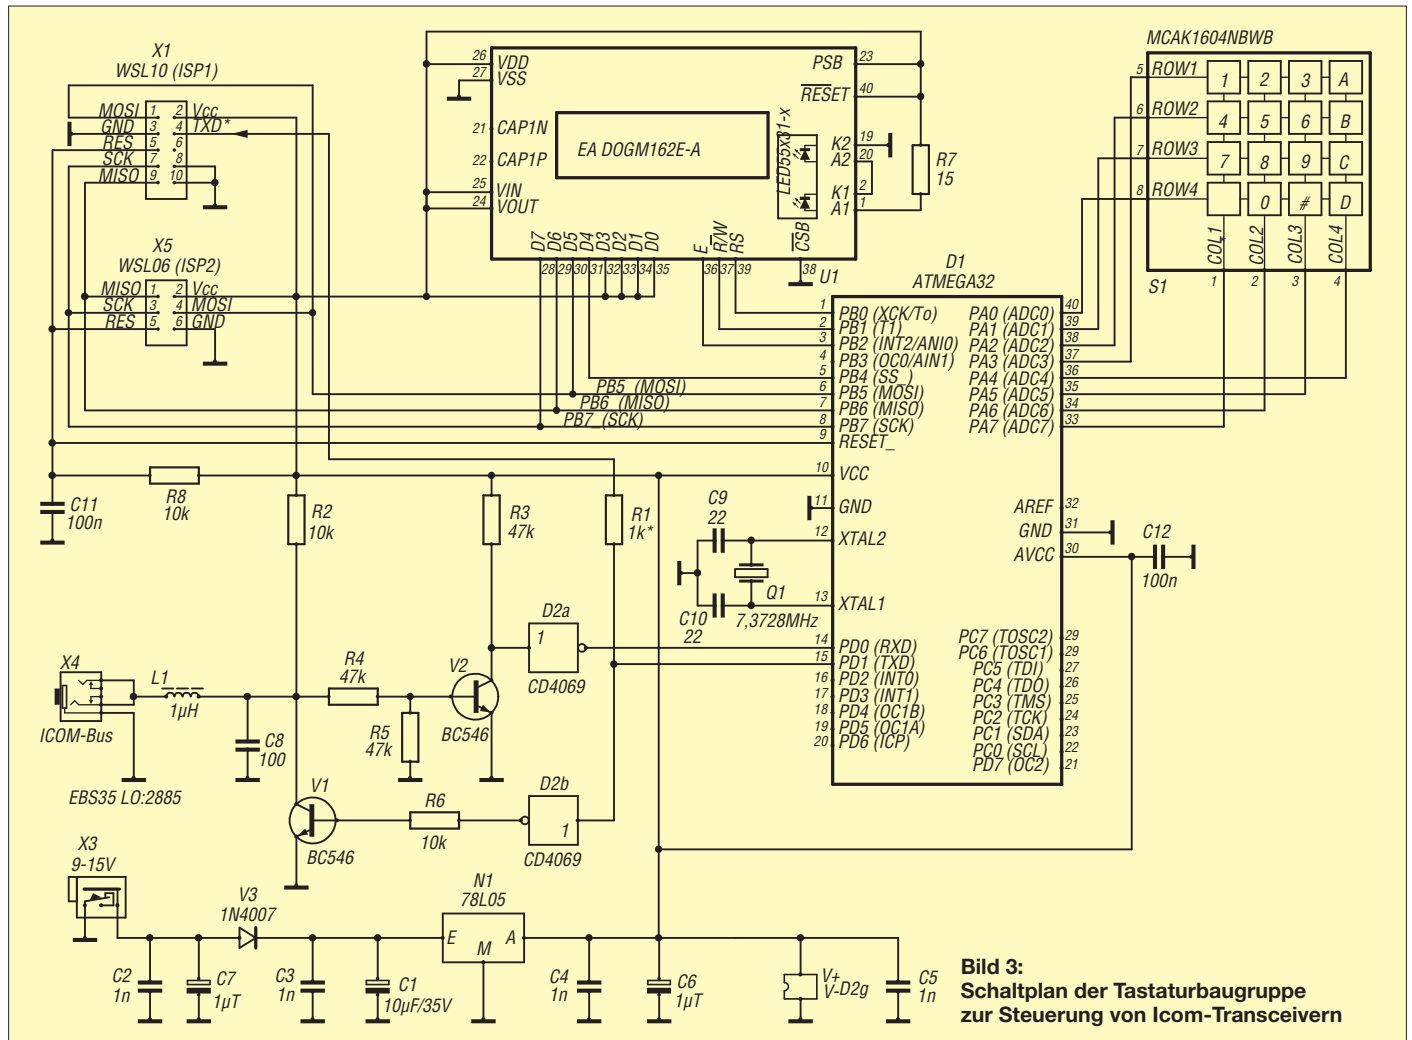 X1
WSL10 (ISP1)
MOSI 1 2 Vcc
GND 3 4 TXD*
RES 5 6
SCK 7 8
MISO 9 10
X5
WSL06 (ISP2)
MISO 1 2 Vcc
SCK 3 4 MOSI
RES 5 6 GND
26 VDD
27 VSS
21 CAP1N
22 CAP1P
25 VIN
24 VOUT
EA DOGM162E-A
LED55x31-x
PSB 23
RESET 40
K2 19
A2 20
K1 2
A1 1
D7 D6 D5 D4 D3 D2 D1 D0
28 29 30 31 32 33 34 35
E R/W RS
36 37 39
CSB
38
U1
R7
15
MCAK1604NBWB
5 ROW1
6 ROW2
7 ROW3
8 ROW4
1 2 3 A
4 5 6 B
7 8 9 C
0 # D
COL1 COL2 COL3 COL4
S1
1 2 3 4
D1
ATMEGA32
1 PB0 (XCK/To)
2 PB1 (T1)
3 PB2 (INT2/ANI0)
4 PB3 (OC0/AIN1)
5 PB4 (SS_)
6 PB5 (MOSI)
7 PB6 (MISO)
8 PB7 (SCK)
9 RESET_
10 VCC
11 GND
12 XTAL2
13 XTAL1
14 PD0 (RXD)
15 PD1 (TXD)
16 PD2 (INT0)
17 PD3 (INT1)
18 PD4 (OC1B)
19 PD5 (OC1A)
20 PD6 (ICP)
PA0 (ADC0) 40
PA1 (ADC1) 39
PA2 (ADC2) 38
PA3 (ADC3) 37
PA4 (ADC4) 36
PA5 (ADC5) 35
PA6 (ADC6) 34
PA7 (ADC7) 33
AREF 32
GND 31
AVCC 30
PC7 (TOSC2) 29
PC6 (TOSC1) 29
PC5 (TDI) 27
PC4 (TDO) 26
PC3 (TMS) 25
PC2 (TCK) 24
PC1 (SDA) 23
PC0 (SCL) 22
PD7 (OC2) 21
PB5_(MOSI)
PB6_(MISO)
PB7_(SCK)
C11
100n
R8
10k
R2
10k
R3
47k
R1
1k*
C9
22
C10
22
Q1
7,3728MHz
C12
100n
X4
ICOM-Bus
EBS35 LO:2885
L1
1µH
C8
100
R4
47k
R5
47k
V2
BC546
D2a
1
CD4069
V1
BC546
R6
10k
D2b
1
CD4069
X3
9-15V
V3
1N4007
N1
78L05
E M A
C2
1n
C7
1µT
C3
1n
C1
10µF/35V
C4
1n
C6
1µT
V+
V-
D2g
C5
1n
Bild 3:
Schaltplan der Tastaturbaugruppe
zur Steuerung von Icom-Transceivern